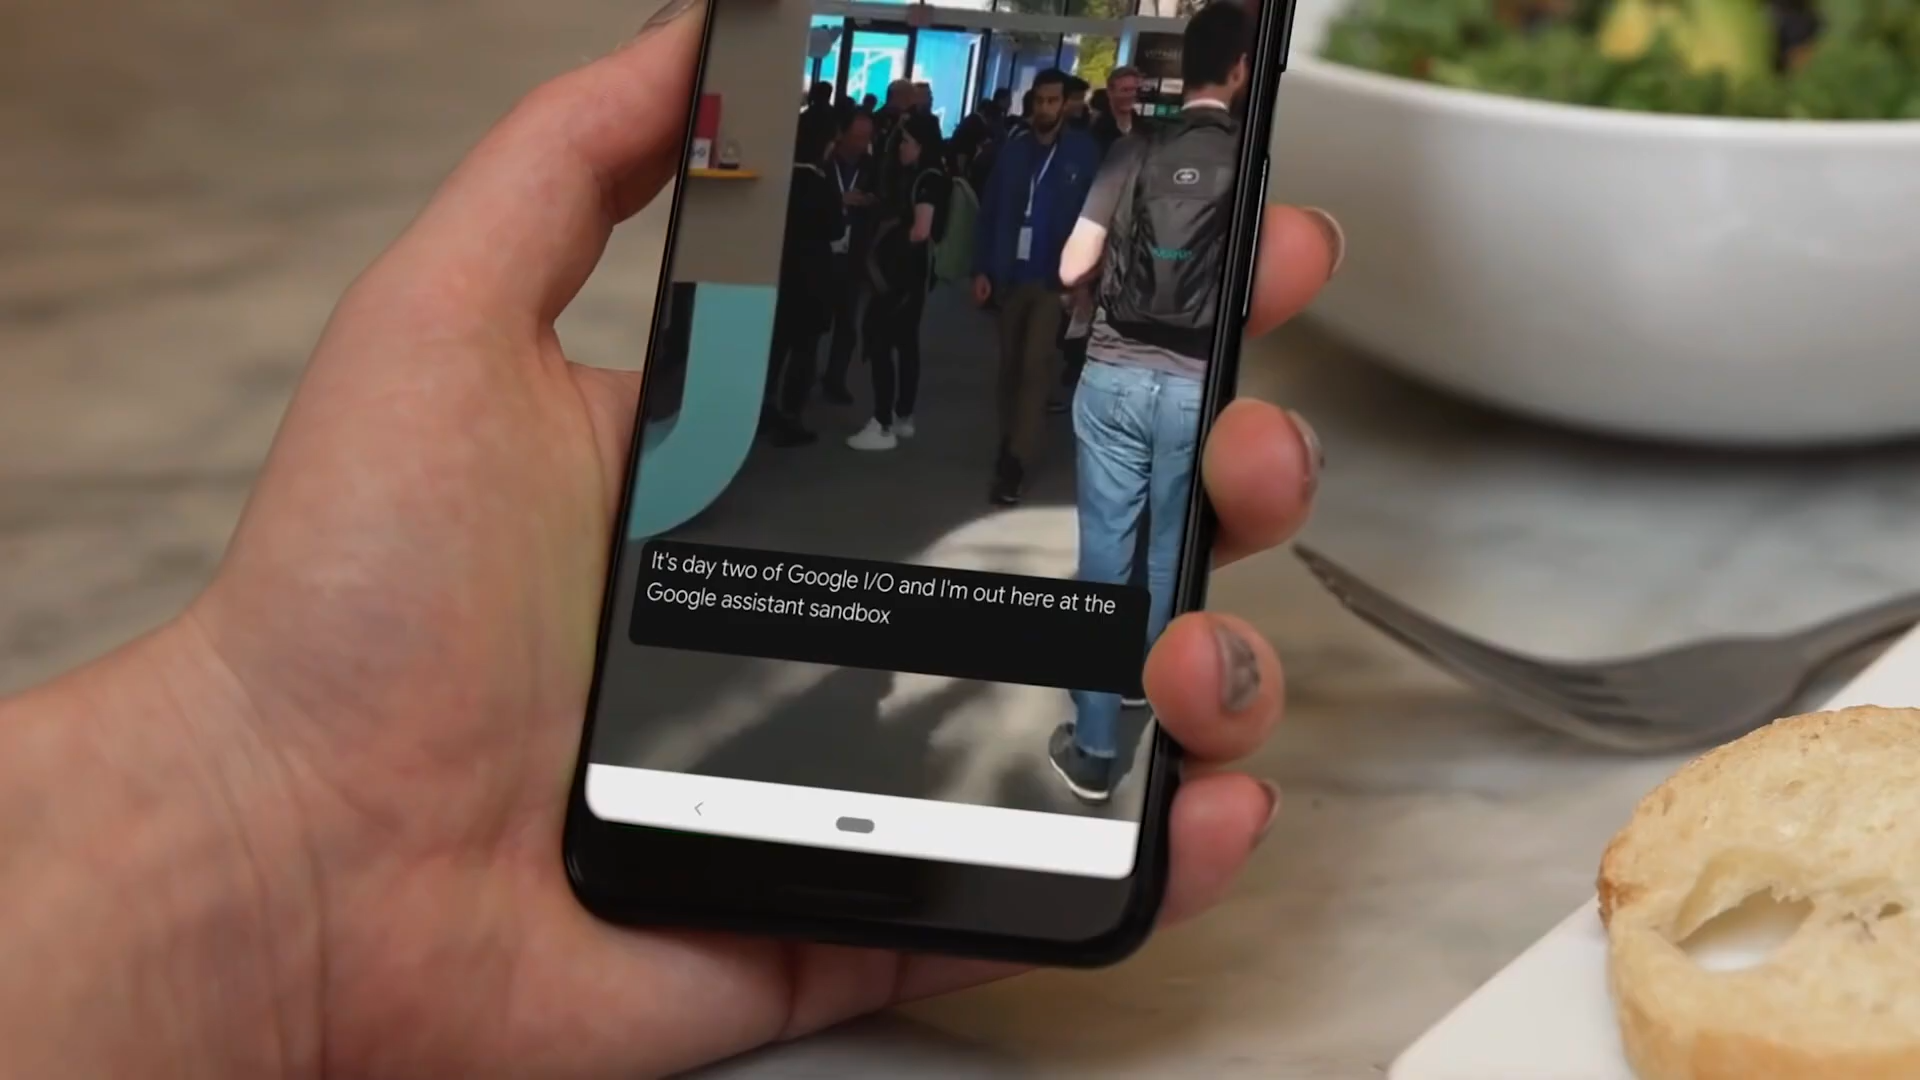 It's day two of Google I/O and I'm out here at the
Google assistant sandbox